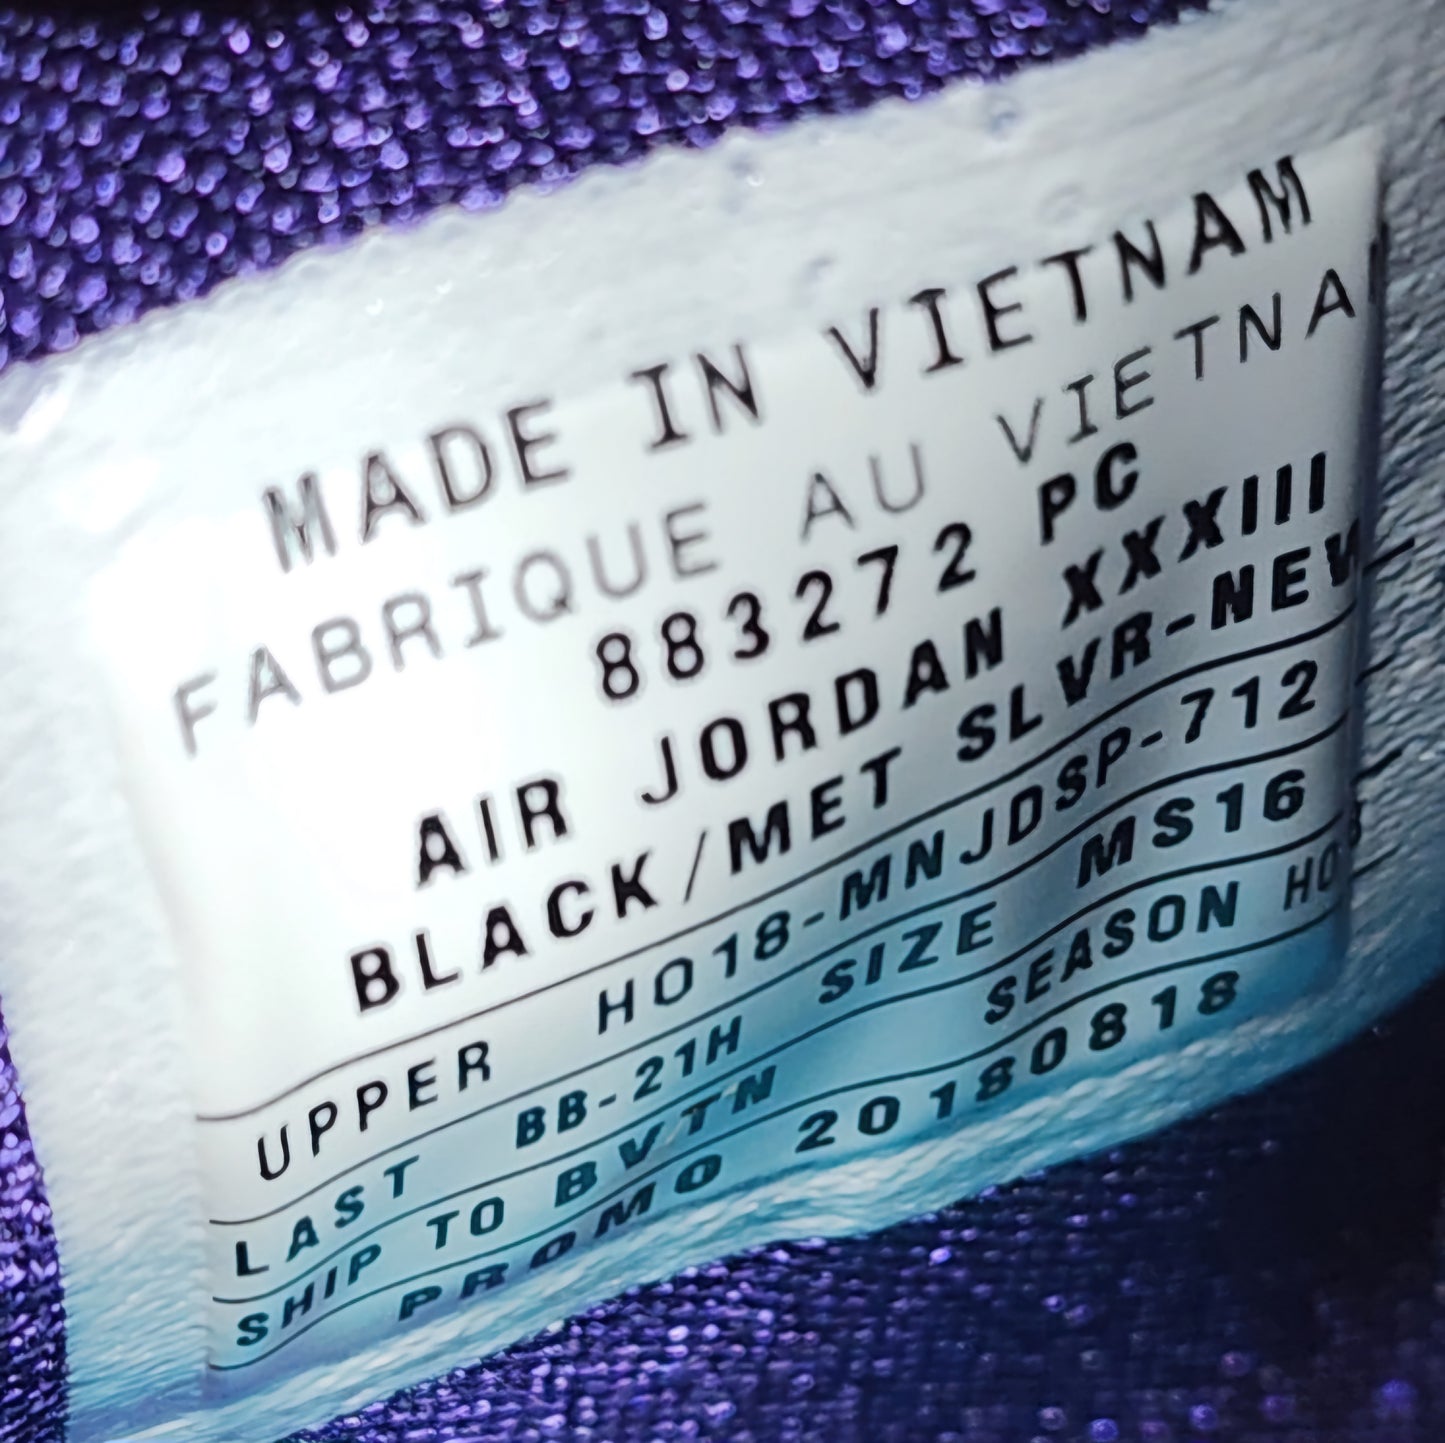 MADE IN VIETNAM
FABRIQUE AU VIETNA
883272 PC
AIR JORDAN XXXIII
BLACK/MET SLVR-NEW
UPPER HO18-MNJDSP-712
LAST BB-21H SIZE MS16
SHIP TO BVTN SEASON HO
PROMO 20180818